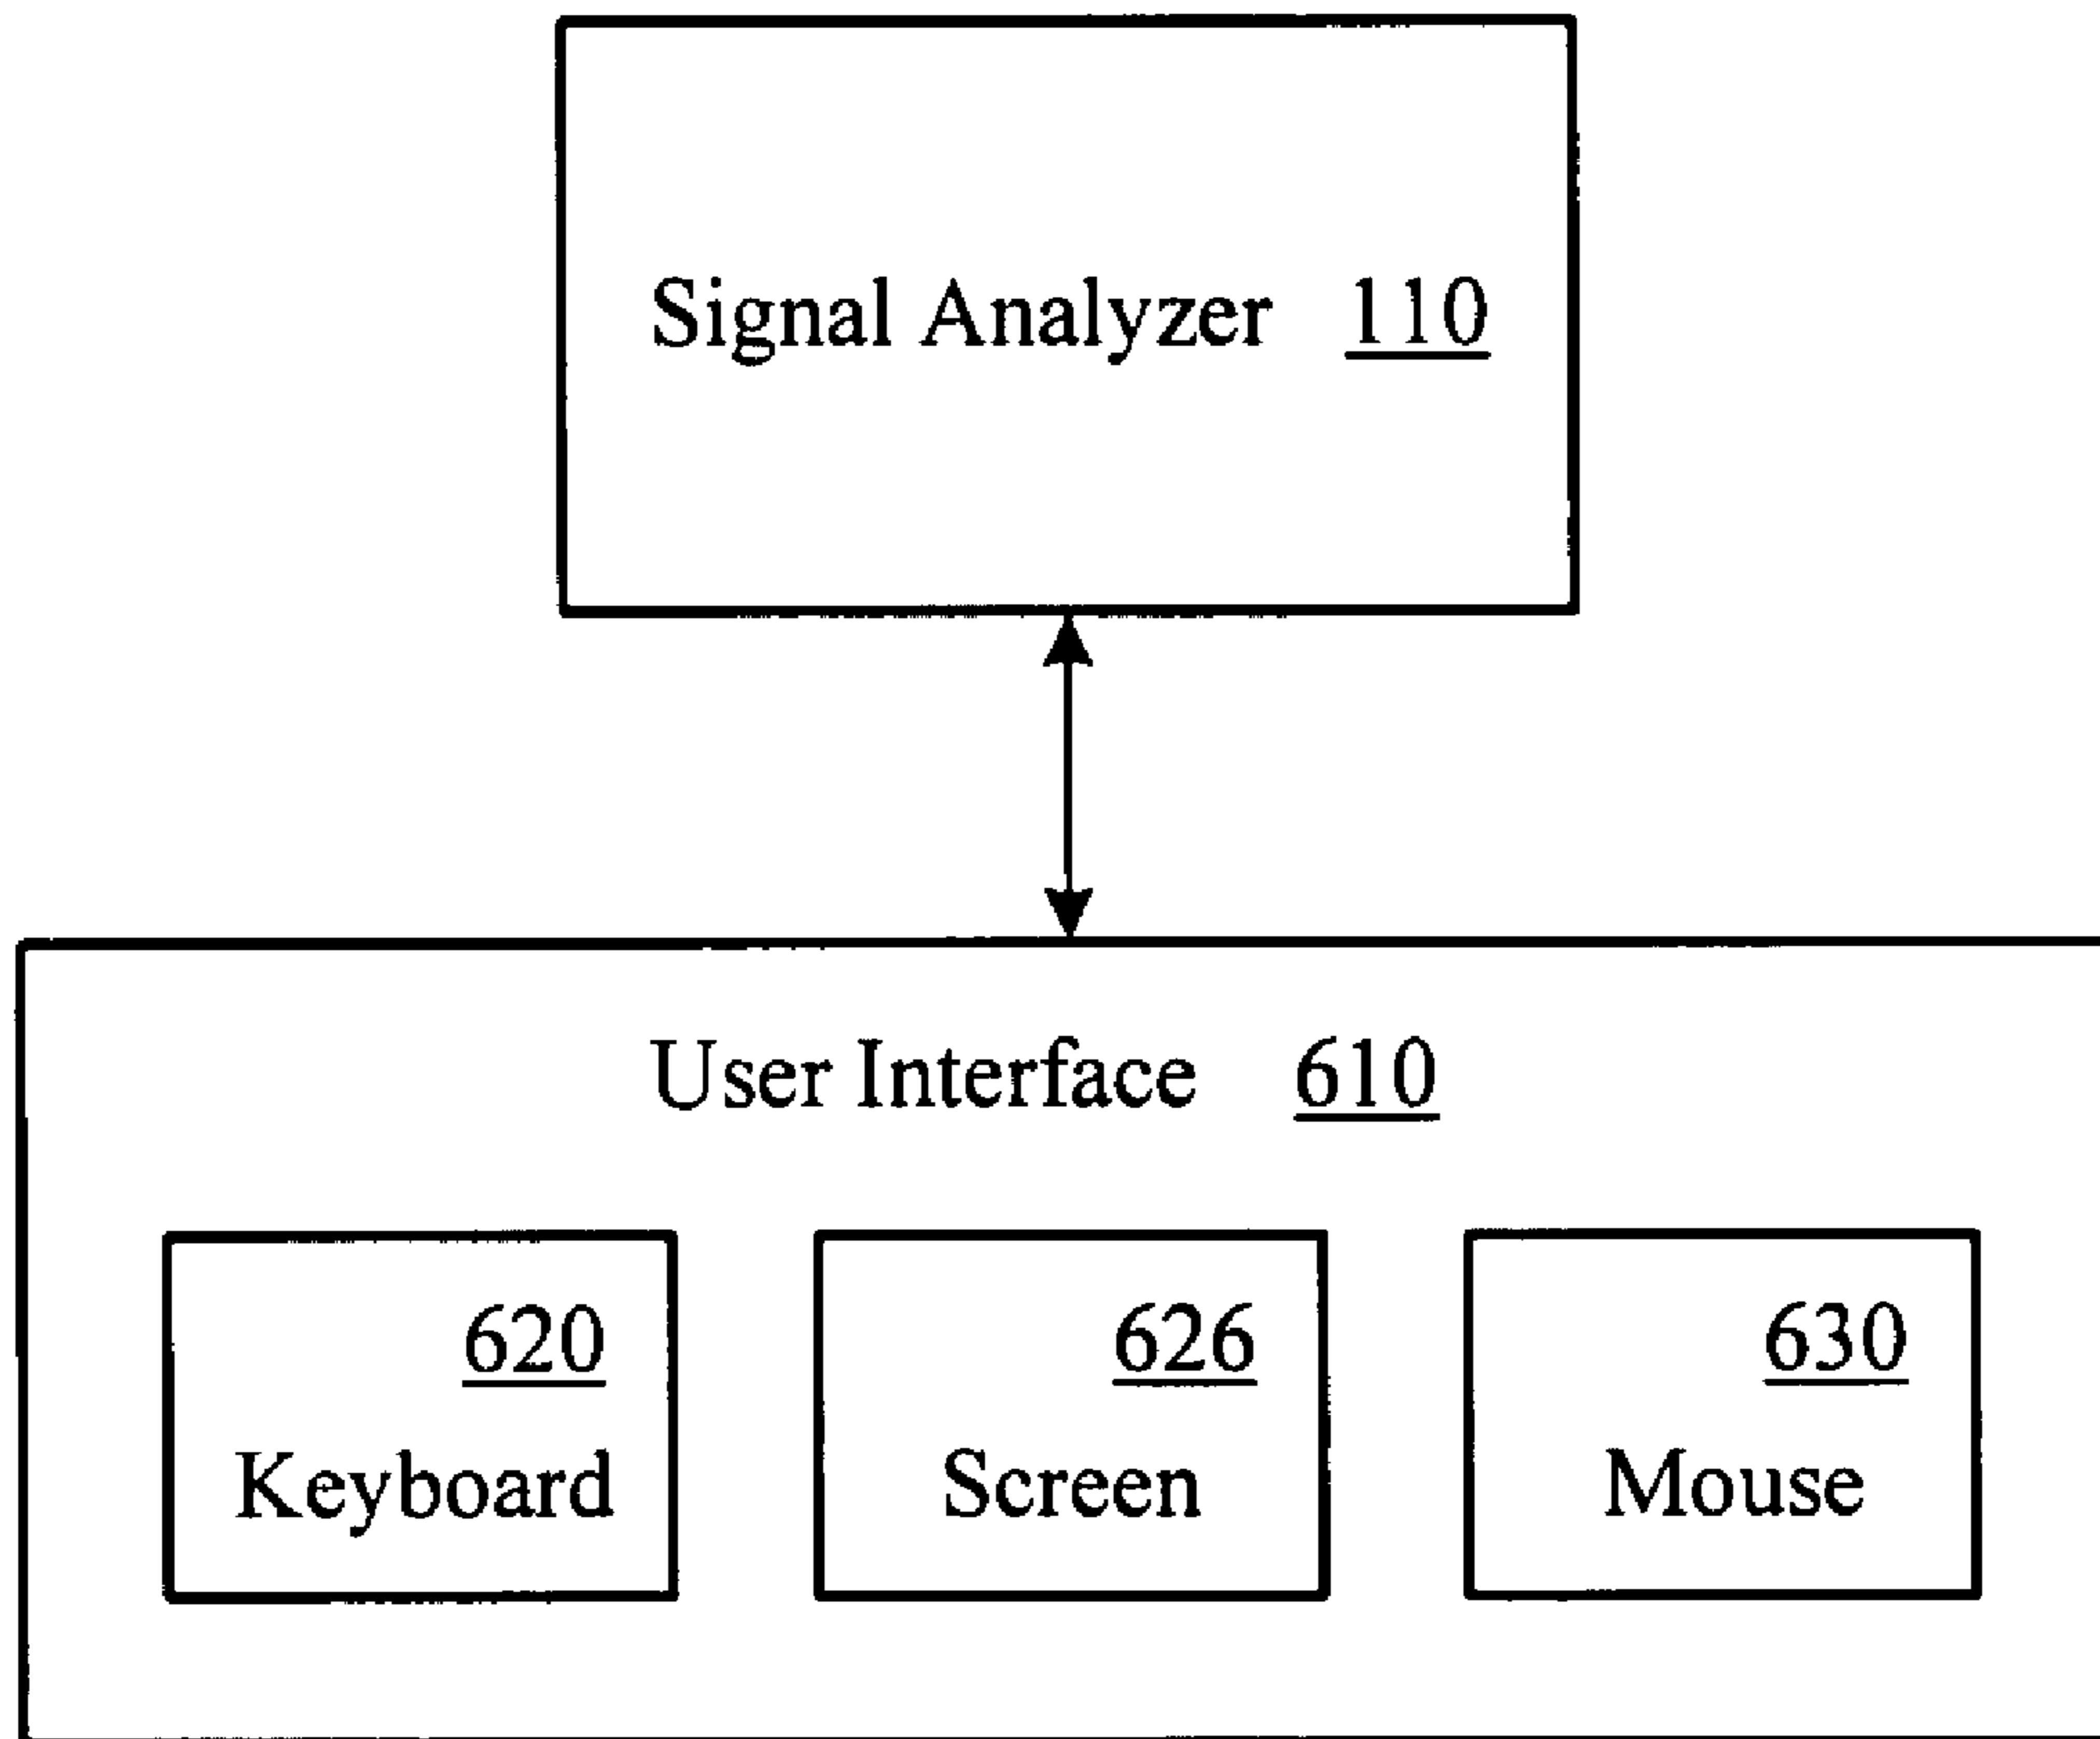 Signal Analyzer 110
User Interface 610
620
Keyboard
626
Screen
630
Mouse